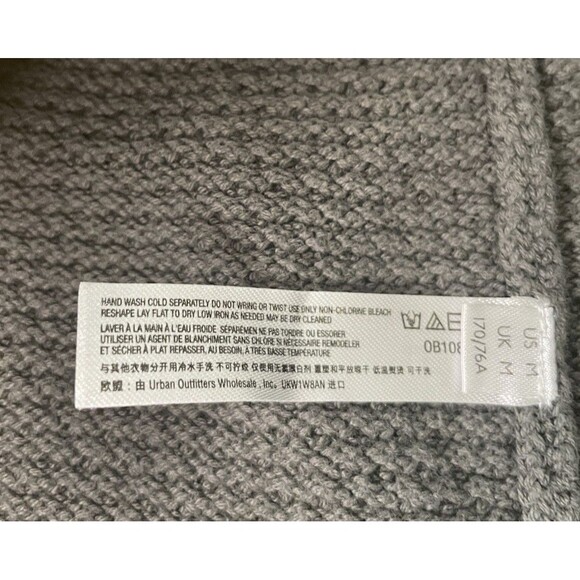 HAND WASH COLD SEPARATELY DO NOT WRING OR TWIST USE ONLY NON-CHLORINE BLEACH
RESHAPE LAY FLAT TO DRY LOW IRON AS NEEDED MAY BE DRY CLEANED
LAVER À LA MAIN À L'EAU FROIDE SÉPARÉMEN NE PAS TORDRE OU ESSORER
UTILISER UN AGENT DE BLANCHIMENT SANS CHLORE SI NÉCESSAIRE REMODELER
ET SÉCHER À PLAT REPASSER, AU BESOIN, À TRÈS BASSE TEMPÉRATURE
与其他衣物分开用冷水手洗 不可拧绞 仅使用无氯漂白剂 重塑和平放晾干 低温熨烫 可干洗
欧盟：由 Urban Outfitters Wholesale, Inc. UKW1W8AN 进口
0B108
US M
UK M
170/76A